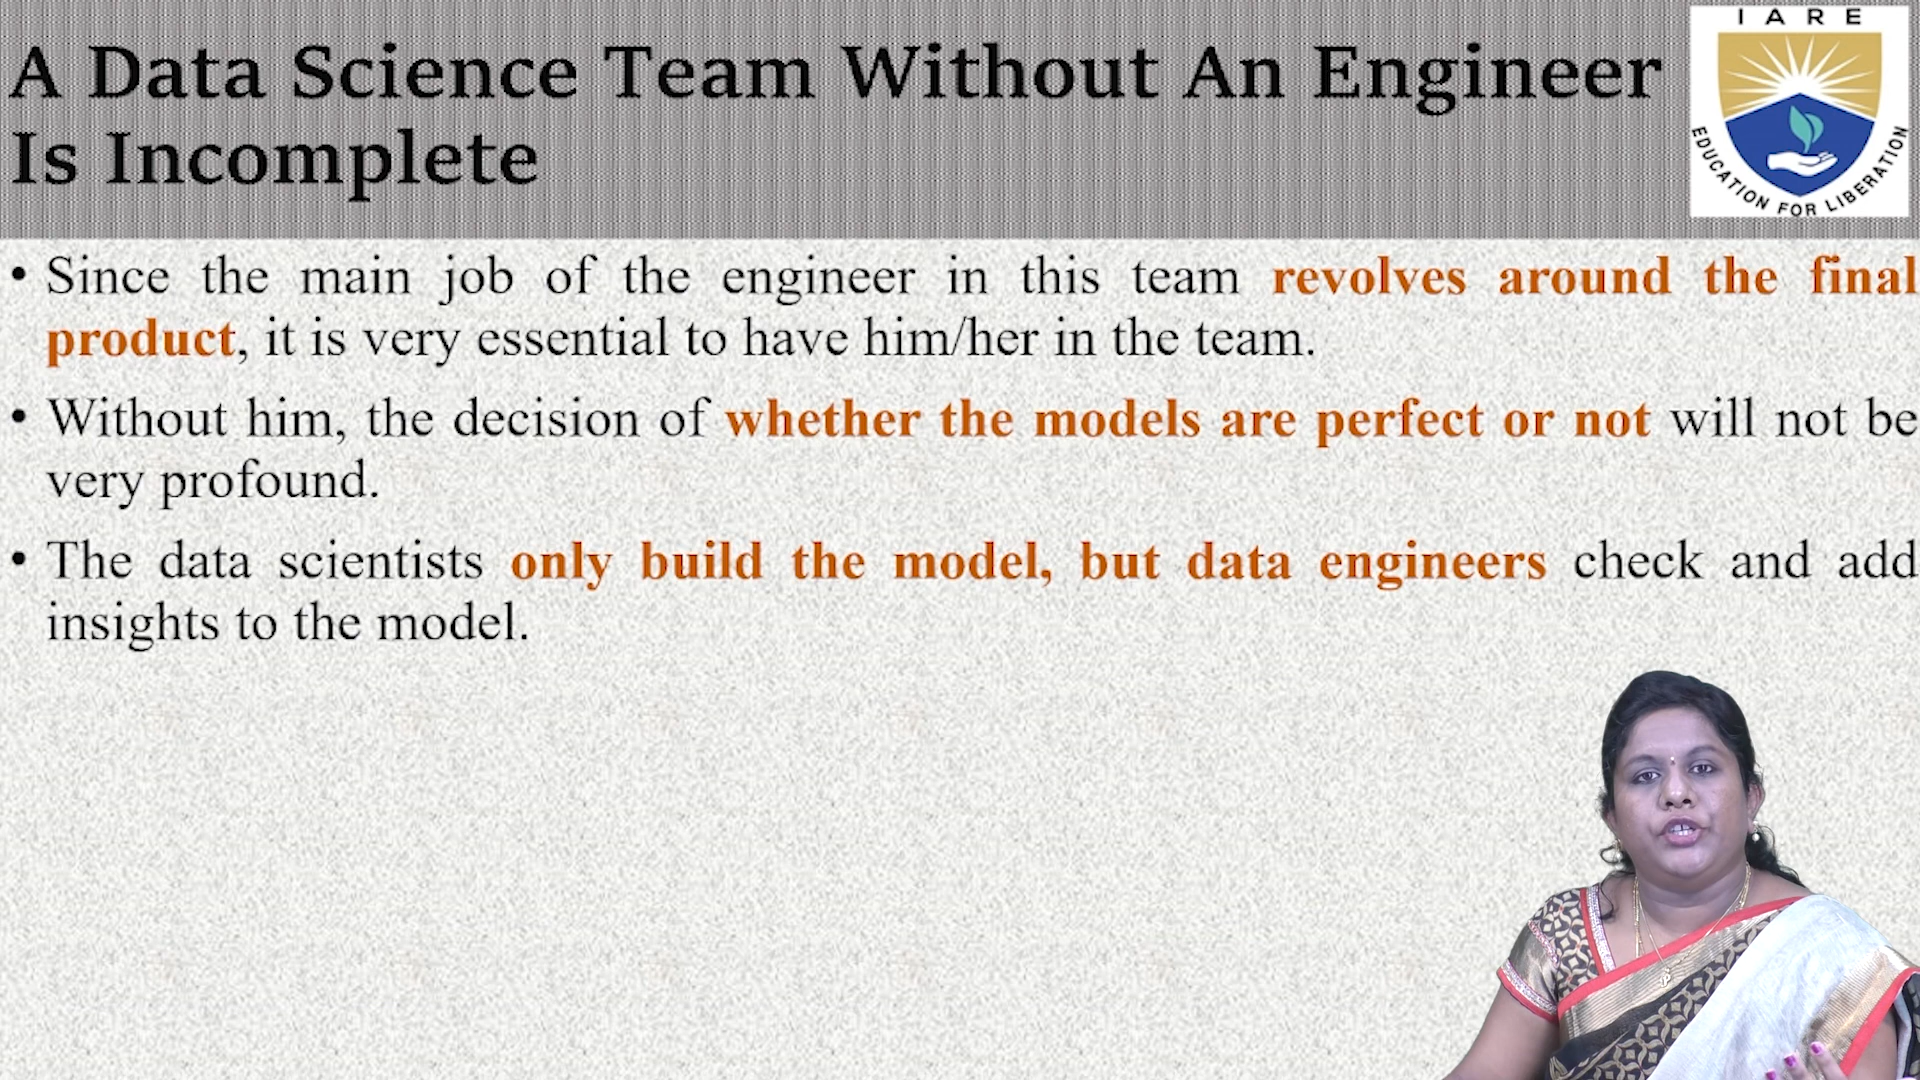 I A R E
A Data Science Team Without An Engineer
Is Incomplete
EDUCATION FOR LIBERATION
• Since the main job of the engineer in this team revolves around the final
product, it is very essential to have him/her in the team.
• Without him, the decision of whether the models are perfect or not will not be
very profound.
• The data scientists only build the model, but data engineers check and add
insights to the model.